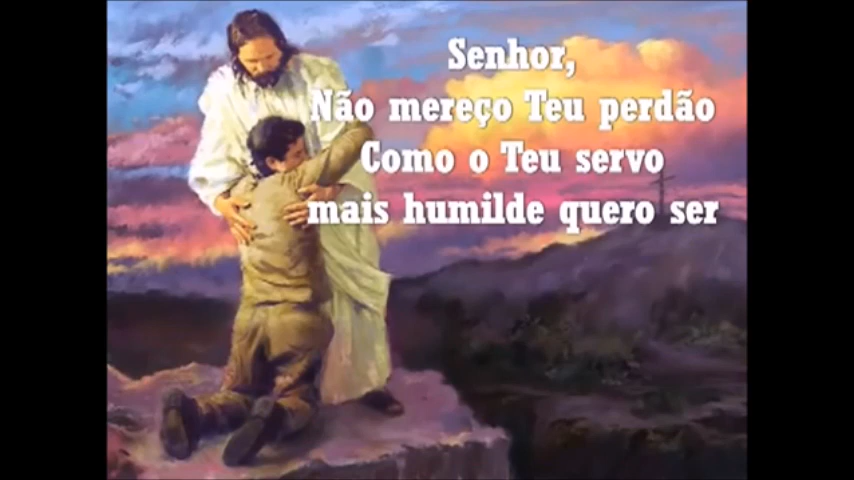 Senhor,
Não mereço Teu perdão
Como o Teu servo
mais humilde quero ser